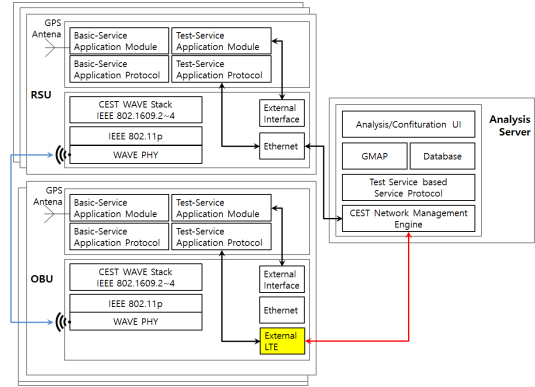 GPS
Antena
Basic-Service
Application Module
Test-Service
Application Module
Basic-Service
Application Protocol
Test-Service
Application Protocol
RSU
CEST WAVE Stack
IEEE 802.1609.2~4
External
Interface
IEEE 802.11p
Ethernet
WAVE PHY
GPS
Antena
Basic-Service
Application Module
Test-Service
Application Module
Basic-Service
Application Protocol
Test-Service
Application Protocol
OBU
CEST WAVE Stack
IEEE 802.1609.2~4
External
Interface
IEEE 802.11p
Ethernet
WAVE PHY
External
LTE
Analysis
Server
Analysis/Confituration UI
GMAP
Database
Test Service based
Service Protocol
CEST Network Management
Engine